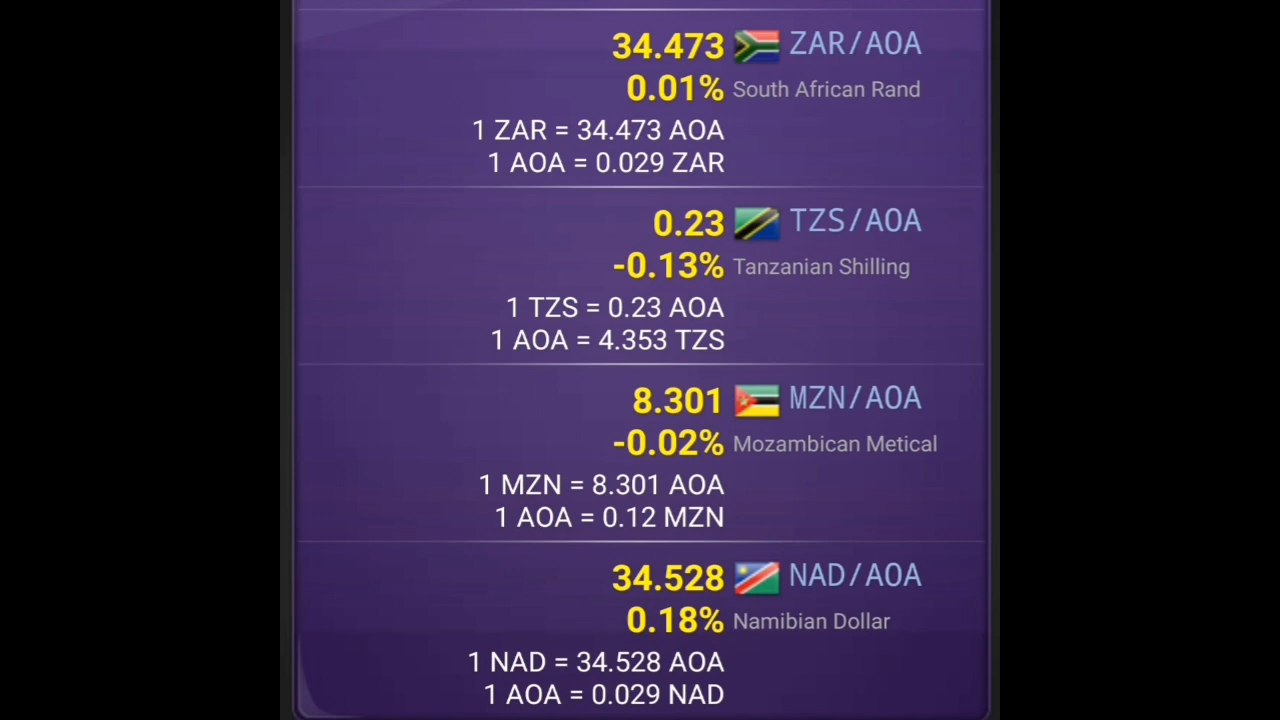 34.473 ZAR/AOA
0.01% South African Rand
1 ZAR = 34.473 AOA
1 AOA = 0.029 ZAR
0.23 TZS/AOA
-0.13% Tanzanian Shilling
1 TZS = 0.23 AOA
1 AOA = 4.353 TZS
8.301 MZN/AOA
-0.02% Mozambican Metical
1 MZN = 8.301 AOA
1 AOA = 0.12 MZN
34.528 NAD/AOA
0.18% Namibian Dollar
1 NAD = 34.528 AOA
1 AOA = 0.029 NAD